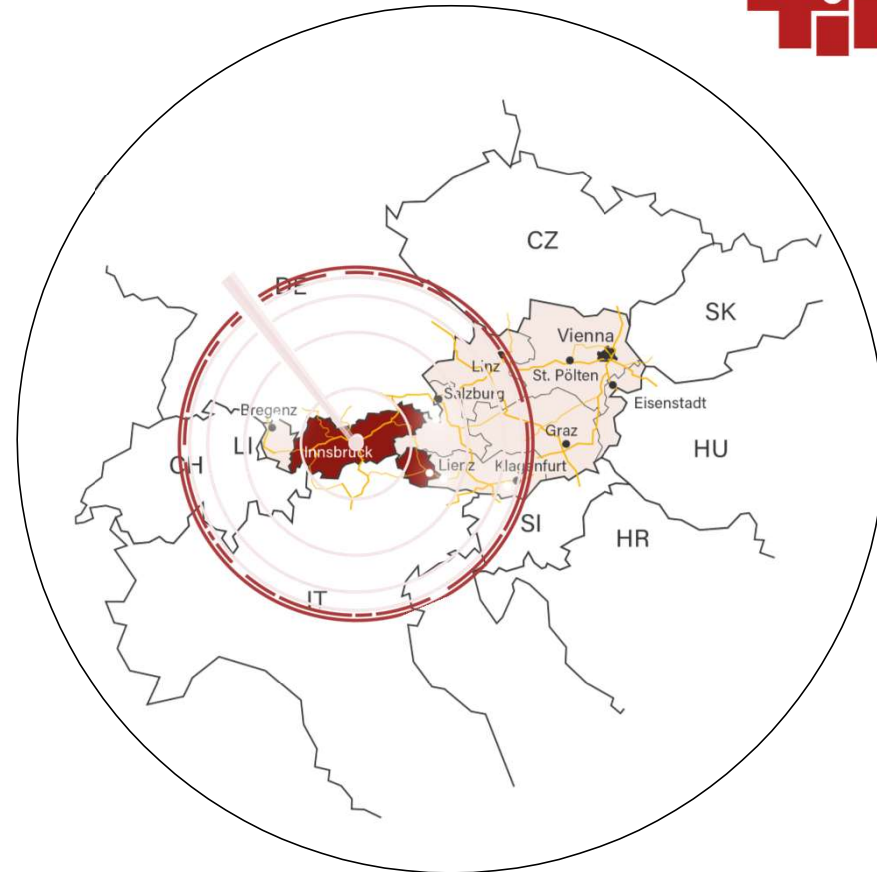 CZ
DE
SK
Vienna
Linz
St. Pölten
Salzburg
Eisenstadt
Bregenz
Graz
LI
HU
Innsbruck
CH
Lienz
Klagenfurt
SI
HR
IT